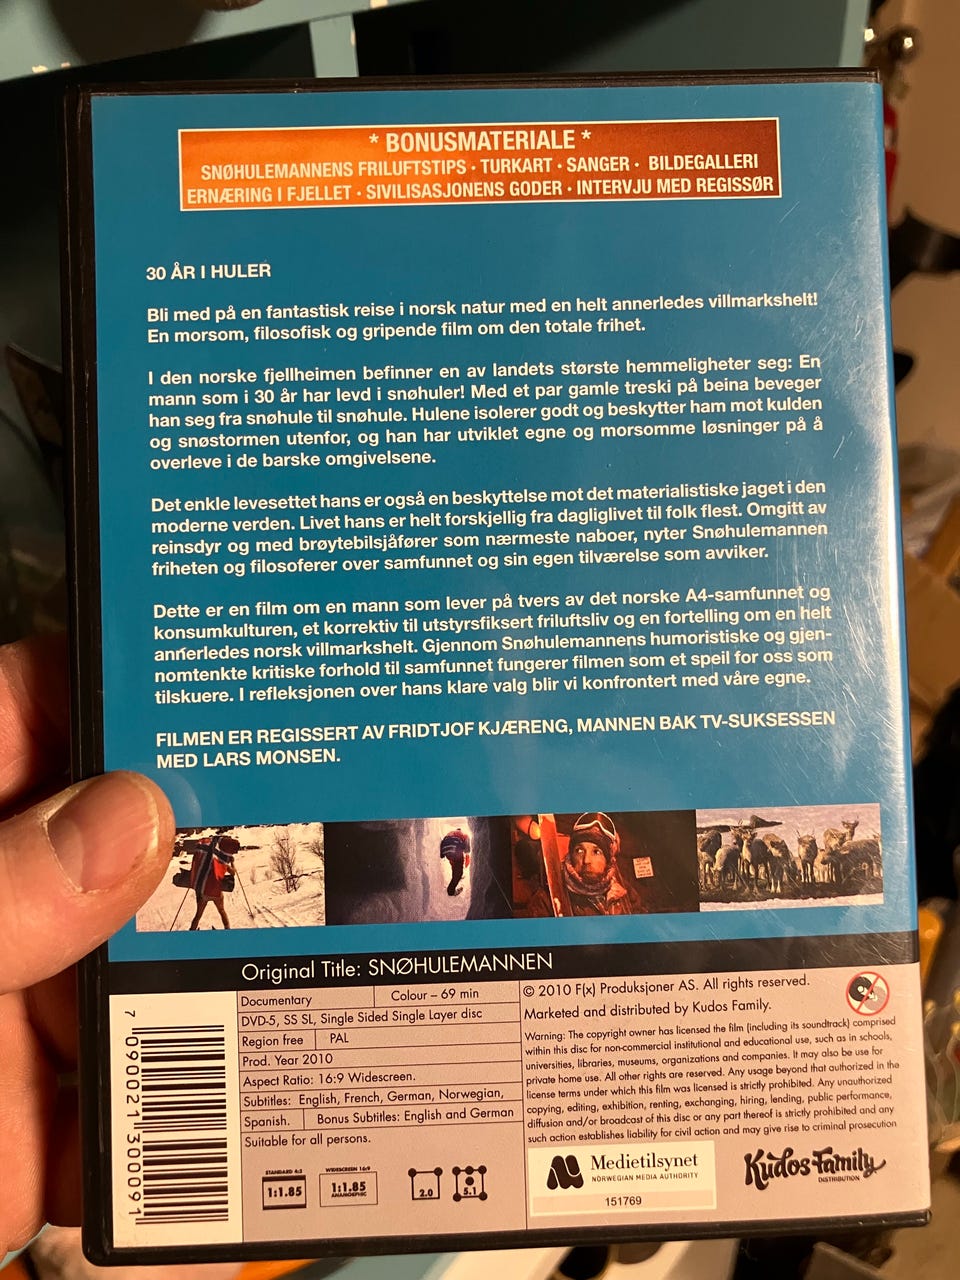 * BONUSMATERIALE *
SNØHULEMANNENS FRILUFTSTIPS · TURKART · SANGER · BILDEGALLERI
ERNÆRING I FJELLET · SIVILISASJONENS GODER · INTERVJU MED REGISSØR
30 ÅR I HULER
Bli med på en fantastisk reise i norsk natur med en helt annerledes villmarkshelt!
En morsom, filosofisk og gripende film om den totale frihet.
I den norske fjellheimen befinner en av landets største hemmeligheter seg: En
mann som i 30 år har levd i snøhuler! Med et par gamle treski på beina beveger
han seg fra snøhule til snøhule. Hulene isolerer godt og beskytter ham mot kulden
og snøstormen utenfor, og han har utviklet egne og morsomme løsninger på å
overleve i de barske omgivelsene.
Det enkle levesettet hans er også en beskyttelse mot det materialistiske jaget i den
moderne verden. Livet hans er helt forskjellig fra dagliglivet til folk flest. Omgitt av
reinsdyr og med brøytebilsjåfører som nærmeste naboer, nyter Snøhulemannen
friheten og filosoferer over samfunnet og sin egen tilværelse som avviker.
Dette er en film om en mann som lever på tvers av det norske A4-samfunnet og
konsumkulturen, et korrektiv til utstyrsfiksert friluftsliv og en fortelling om en helt
annerledes norsk villmarkshelt. Gjennom Snøhulemannens humoristiske og gjen-
nomtenkte kritiske forhold til samfunnet fungerer filmen som et speil for oss som
tilskuere. I refleksjonen over hans klare valg blir vi konfrontert med våre egne.
FILMEN ER REGISSERT AV FRIDTJOF KJÆRENG, MANNEN BAK TV-SUKSESSEN
MED LARS MONSEN.
Original Title: SNØHULEMANNEN
Documentary
Colour – 69 min
DVD-5, SS SL, Single Sided Single Layer disc
Region free
PAL
Prod. Year 2010
Aspect Ratio: 16:9 Widescreen.
Subtitles: English, French, German, Norwegian,
Spanish.
Bonus Subtitles: English and German
Suitable for all persons.
STANDARD 4:3
1:1.85
WIDESCREEN 16:9
1:1.85
ANAMORPHIC
2.0
5.1
7 090021 300091
© 2010 F(x) Produksjoner AS. All rights reserved.
Marketed and distributed by Kudos Family.
Warning: The copyright owner has licensed the film (including its soundtrack) comprised
within this disc for non-commercial institutional and educational use, such as in schools,
universities, libraries, museums, organizations and companies. It may also be use for
private home use. All other rights are reserved. Any usage beyond that authorized in the
license terms under which this film was licensed is strictly prohibited. Any unauthorized
copying, editing, exhibition, renting, exchanging, hiring, lending, public performance,
diffusion and/or broadcast of this disc or any part thereof is strictly prohibited and any
such action establishes liability for civil action and may give rise to criminal prosecution
Medietilsynet
NORWEGIAN MEDIA AUTHORITY
151769
Kudos Family
DISTRIBUTION